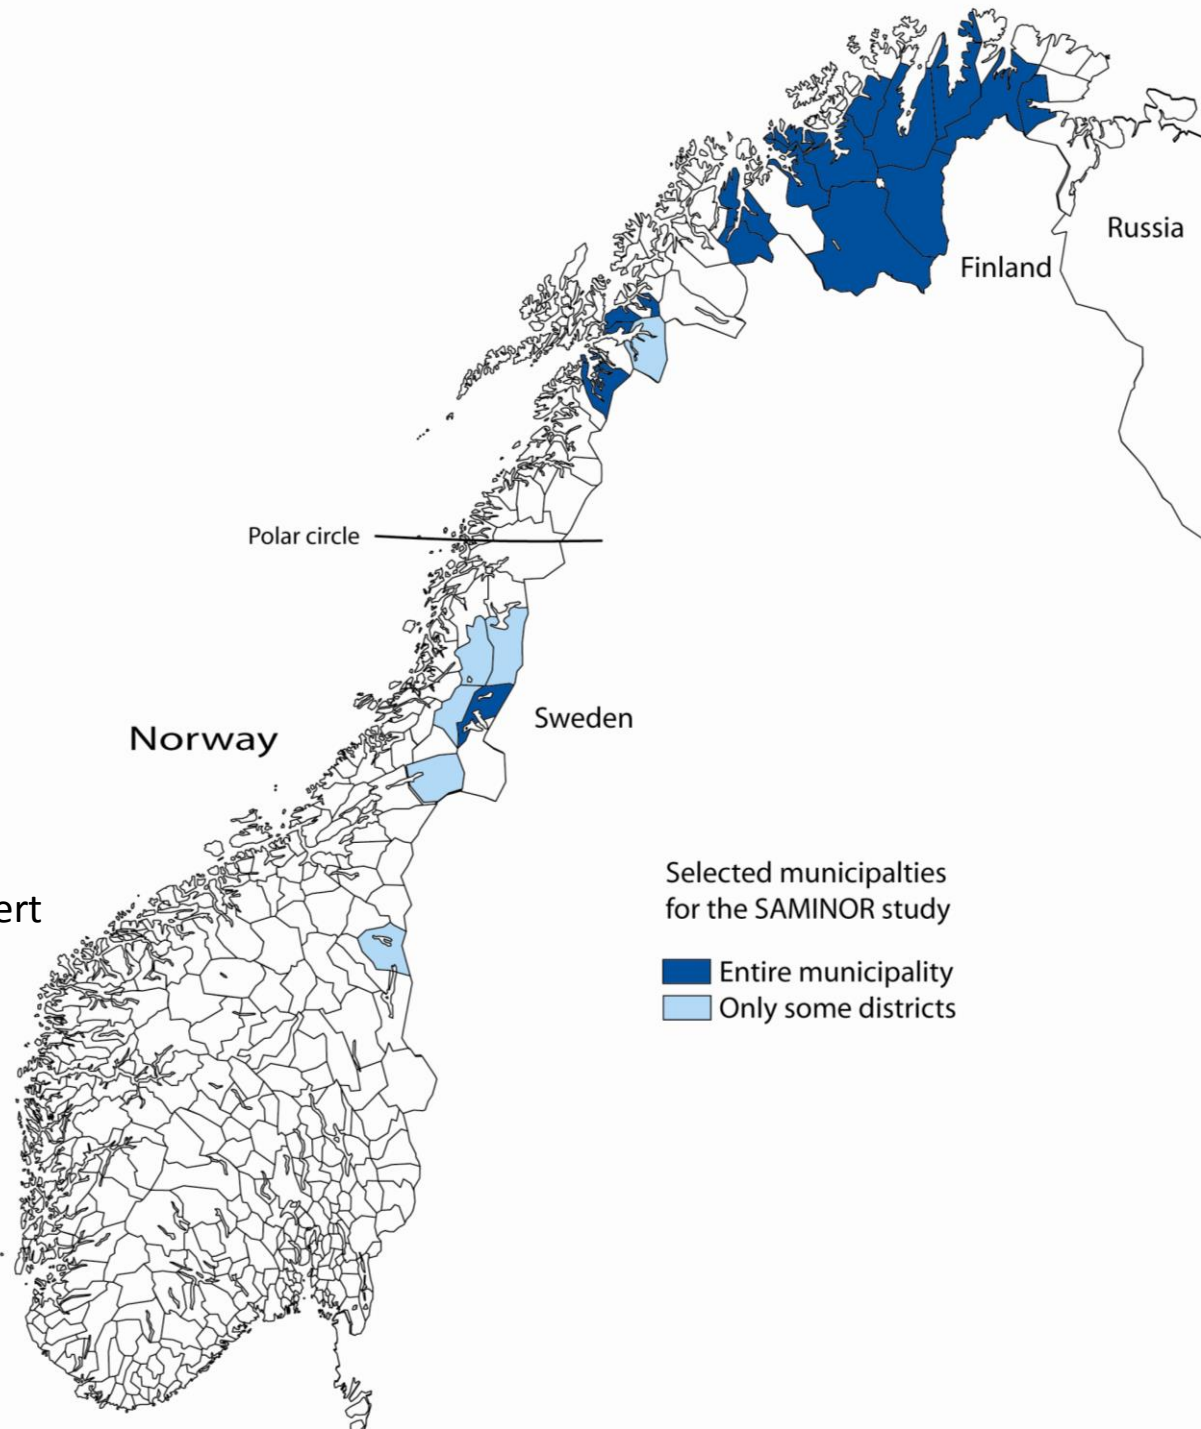 Russia
Finland
Polar circle
Sweden
Norway
ert
Selected municipalties
for the SAMINOR study
Entire municipality
Only some districts